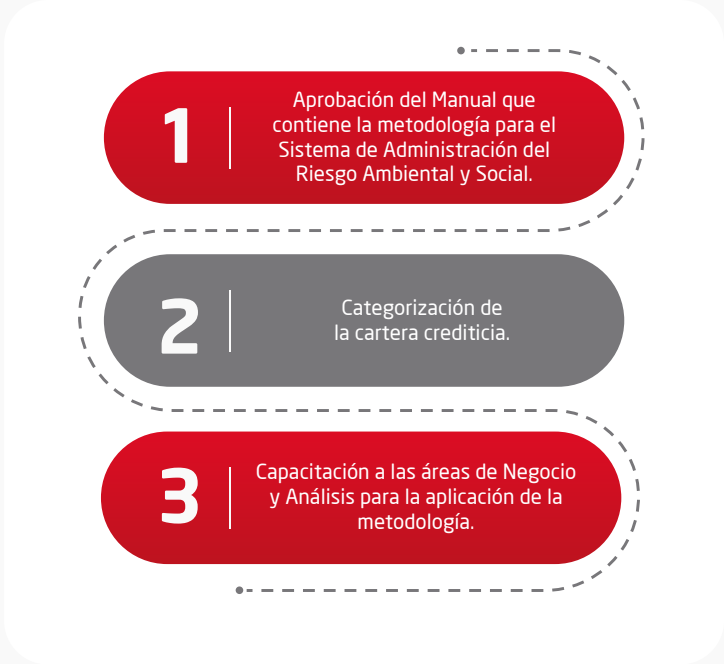 1
Aprobación del Manual que
contiene la metodología para el
Sistema de Administración del
Riesgo Ambiental y Social.
2
Categorización de
la cartera crediticia.
3
Capacitación a las áreas de Negocio
y Análisis para la aplicación de la
metodología.